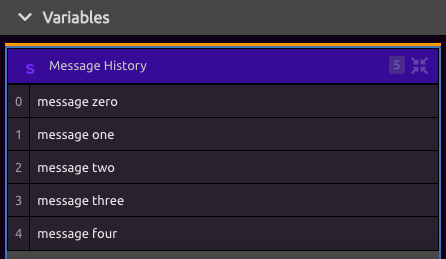 Variables
S Message History 5
0 message zero
1 message one
2 message two
3 message three
4 message four